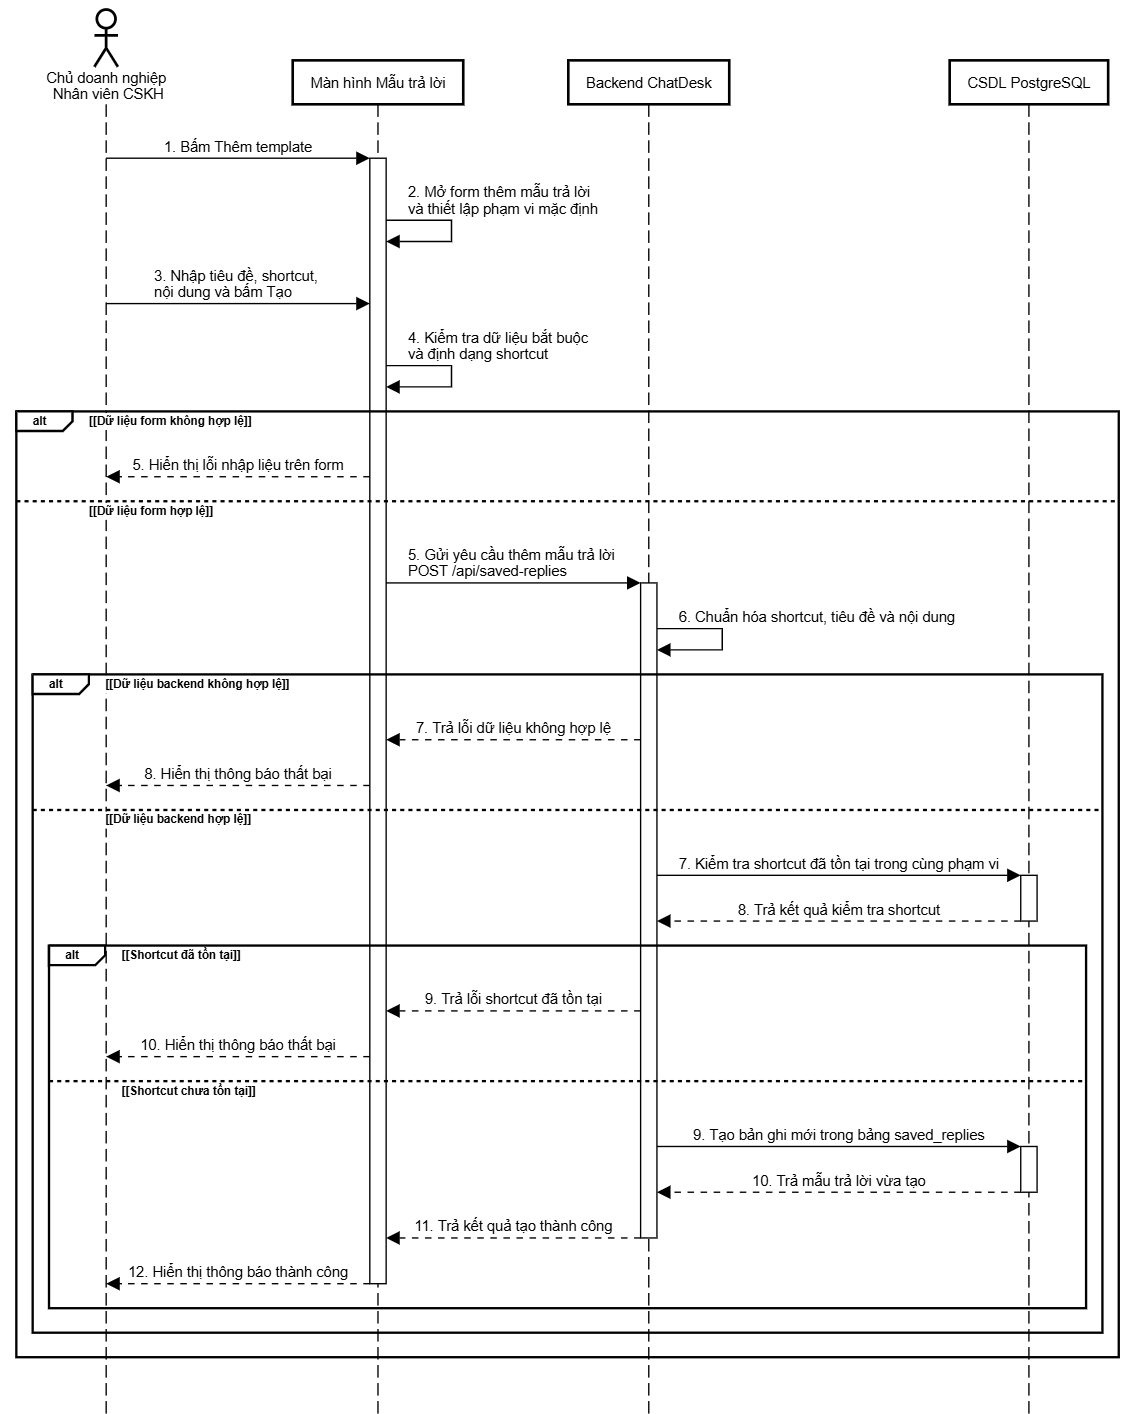 Chủ doanh nghiệp
Nhân viên CSKH
Màn hình Mẫu trả lời
Backend ChatDesk
CSDL PostgreSQL
1. Bấm Thêm template
2. Mở form thêm mẫu trả lời
và thiết lập phạm vi mặc định
3. Nhập tiêu đề, shortcut,
nội dung và bấm Tạo
4. Kiểm tra dữ liệu bắt buộc
và định dạng shortcut
alt
[[Dữ liệu form không hợp lệ]]
5. Hiển thị lỗi nhập liệu trên form
[[Dữ liệu form hợp lệ]]
5. Gửi yêu cầu thêm mẫu trả lời
POST /api/saved-replies
6. Chuẩn hóa shortcut, tiêu đề và nội dung
alt
[[Dữ liệu backend không hợp lệ]]
7. Trả lỗi dữ liệu không hợp lệ
8. Hiển thị thông báo thất bại
[[Dữ liệu backend hợp lệ]]
7. Kiểm tra shortcut đã tồn tại trong cùng phạm vi
8. Trả kết quả kiểm tra shortcut
alt
[[Shortcut đã tồn tại]]
9. Trả lỗi shortcut đã tồn tại
10. Hiển thị thông báo thất bại
[[Shortcut chưa tồn tại]]
9. Tạo bản ghi mới trong bảng saved_replies
10. Trả mẫu trả lời vừa tạo
11. Trả kết quả tạo thành công
12. Hiển thị thông báo thành công